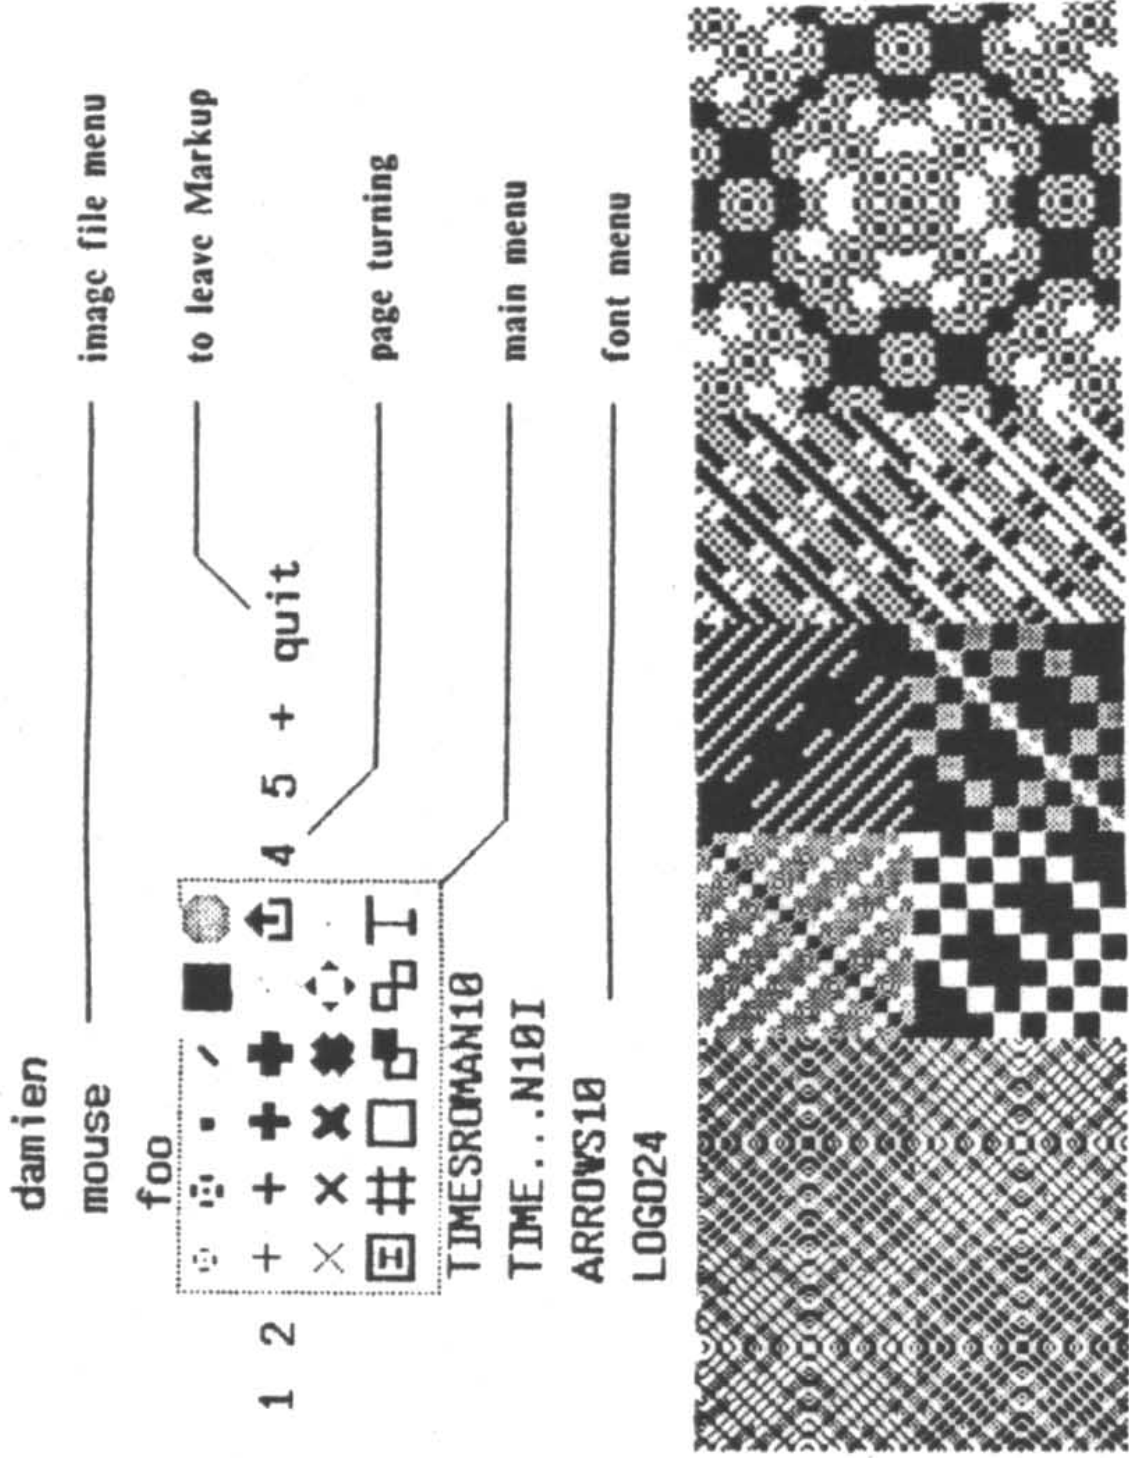 damien
mouse
foo
1 2 4 5 + quit
TIMESROMAN10
TIME...N10I
ARROWS10
LOGO24
image file menu
to leave Markup
page turning
main menu
font menu